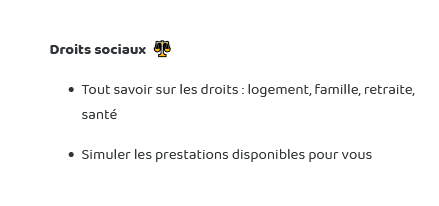 Droits sociaux ⚖
• Tout savoir sur les droits : logement, famille, retraite,
santé
• Simuler les prestations disponibles pour vous